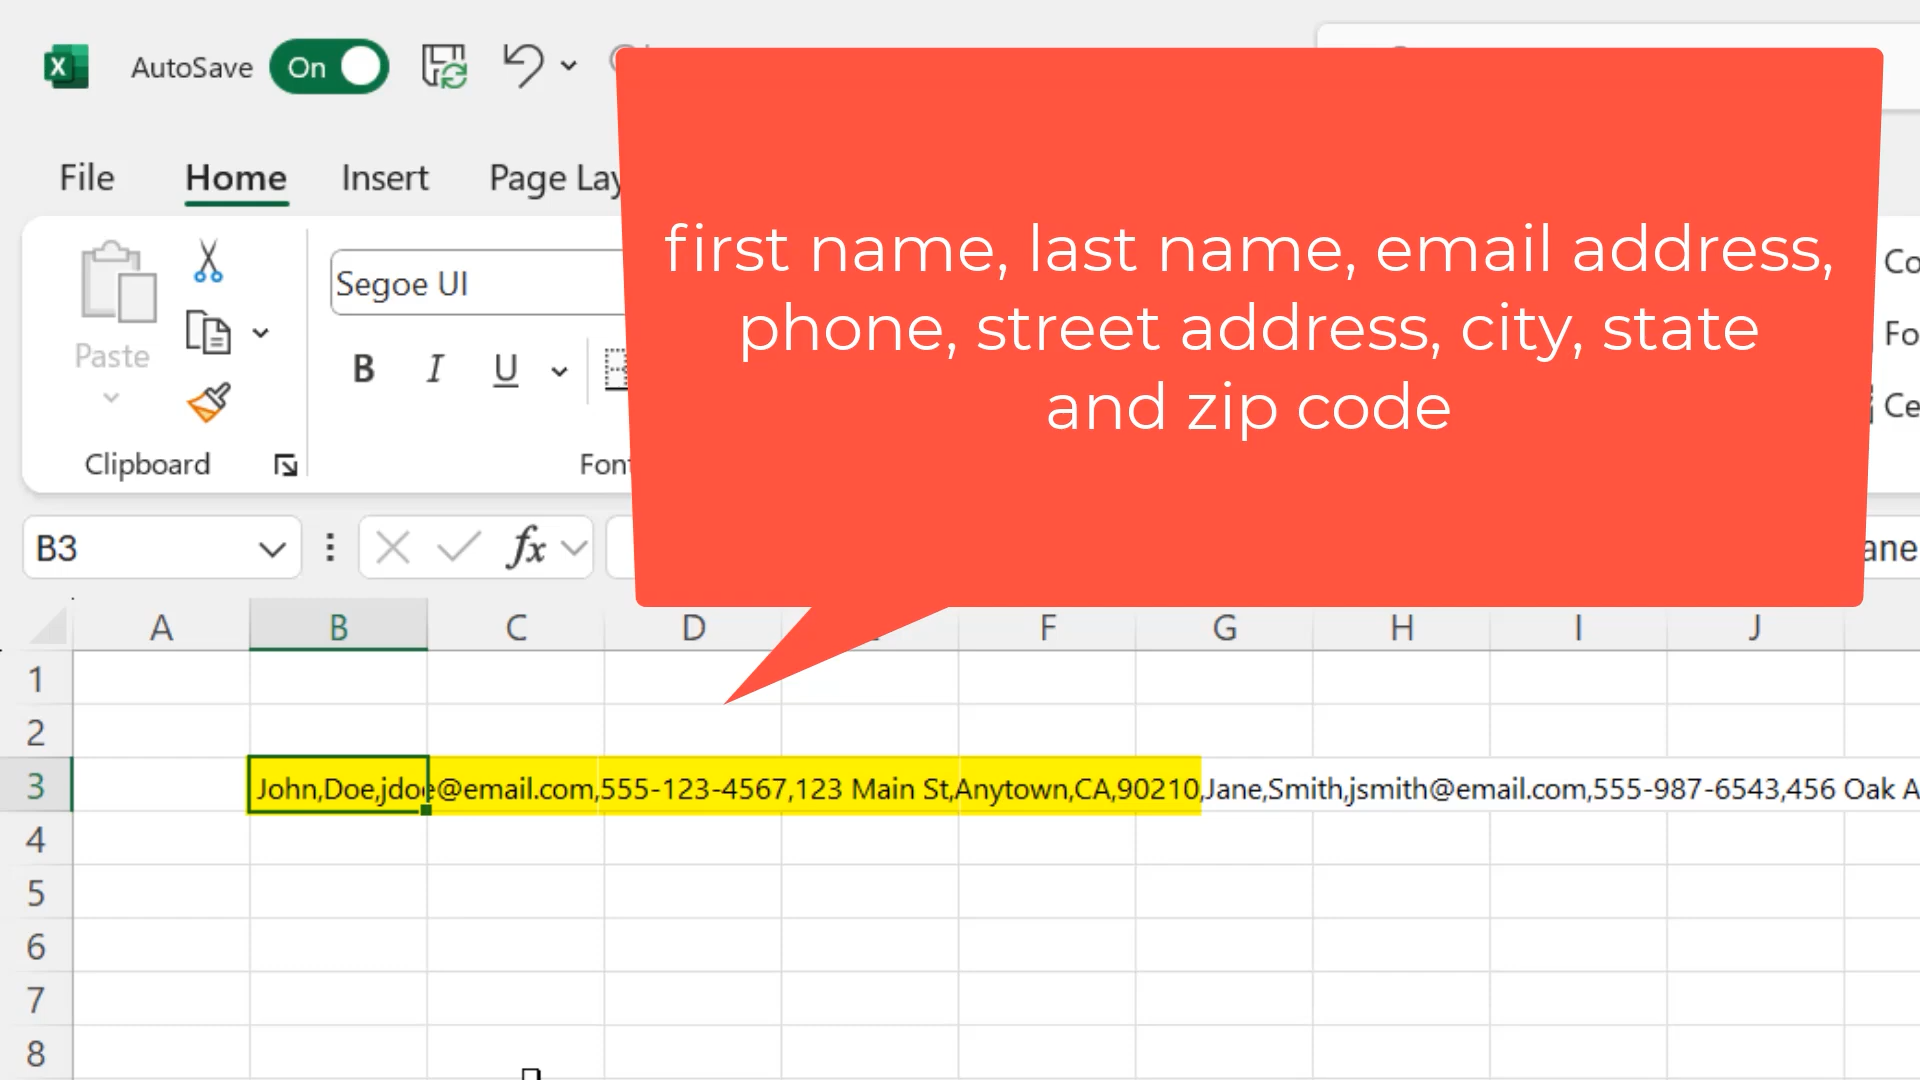 AutoSave On
File Home Insert Page Lay
first name, last name, email address,
phone, street address, city, state
and zip code
Paste
Segoe UI
B I U
Clipboard
Font
Co
Fo
Ce
B3
fx
ane
A B C D F G H I J
1
2
3 John,Doe,jdoe@email.com,555-123-4567,123 Main St,Anytown,CA,90210,Jane,Smith,jsmith@email.com,555-987-6543,456 Oak A
4
5
6
7
8